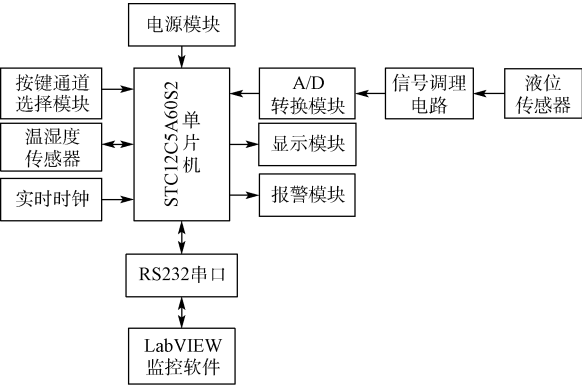 电源模块
按键通道
选择模块
温湿度
传感器
实时时钟
STC12C5A60S2
单片机
A/D
转换模块
信号调理
电路
液位
传感器
显示模块
报警模块
RS232串口
LabVIEW
监控软件